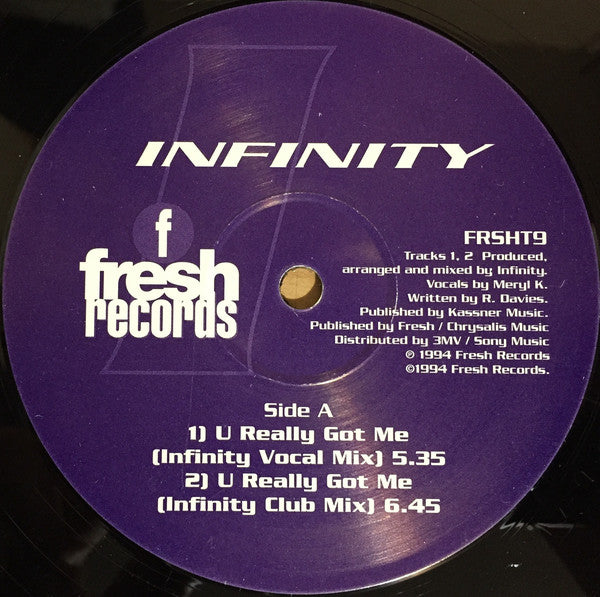 INFINITY
f
fresh
records
FRSHT9
Tracks 1, 2 Produced,
arranged and mixed by Infinity.
Vocals by Meryl K.
Written by R. Davies.
Published by Kassner Music.
Published by Fresh / Chrysalis Music
Distributed by 3MV / Sony Music
℗ 1994 Fresh Records
©1994 Fresh Records.
Side A
1) U Really Got Me
(Infinity Vocal Mix) 5.35
2) U Really Got Me
(Infinity Club Mix) 6.45